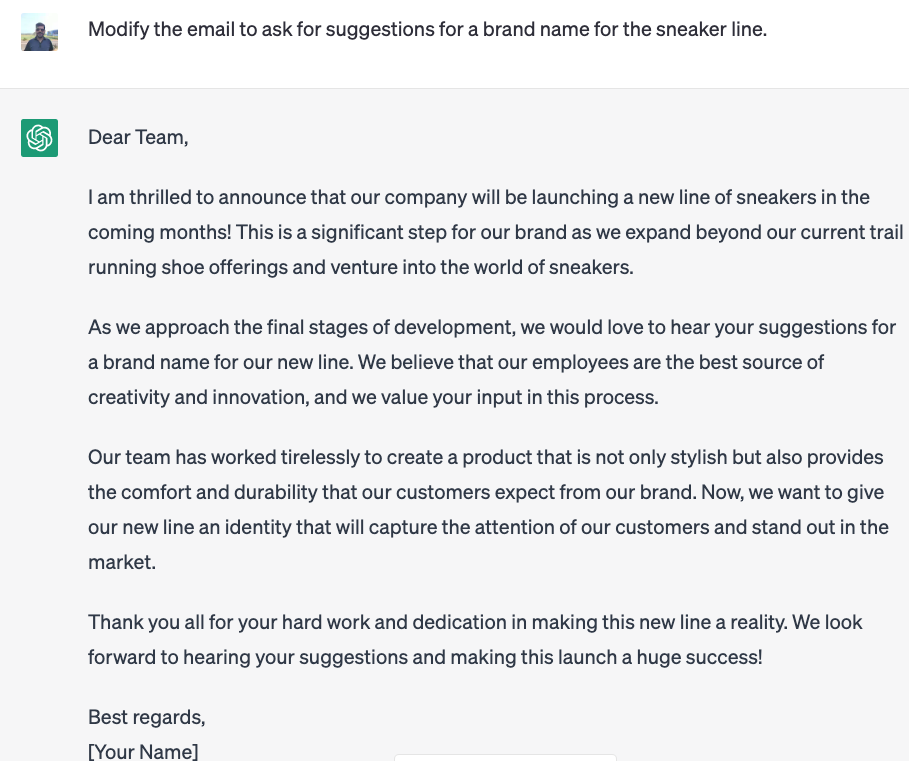 Modify the email to ask for suggestions for a brand name for the sneaker line.
Dear Team,
I am thrilled to announce that our company will be launching a new line of sneakers in the
coming months! This is a significant step for our brand as we expand beyond our current trail
running shoe offerings and venture into the world of sneakers.
As we approach the final stages of development, we would love to hear your suggestions for
a brand name for our new line. We believe that our employees are the best source of
creativity and innovation, and we value your input in this process.
Our team has worked tirelessly to create a product that is not only stylish but also provides
the comfort and durability that our customers expect from our brand. Now, we want to give
our new line an identity that will capture the attention of our customers and stand out in the
market.
Thank you all for your hard work and dedication in making this new line a reality. We look
forward to hearing your suggestions and making this launch a huge success!
Best regards,
[Your Name]